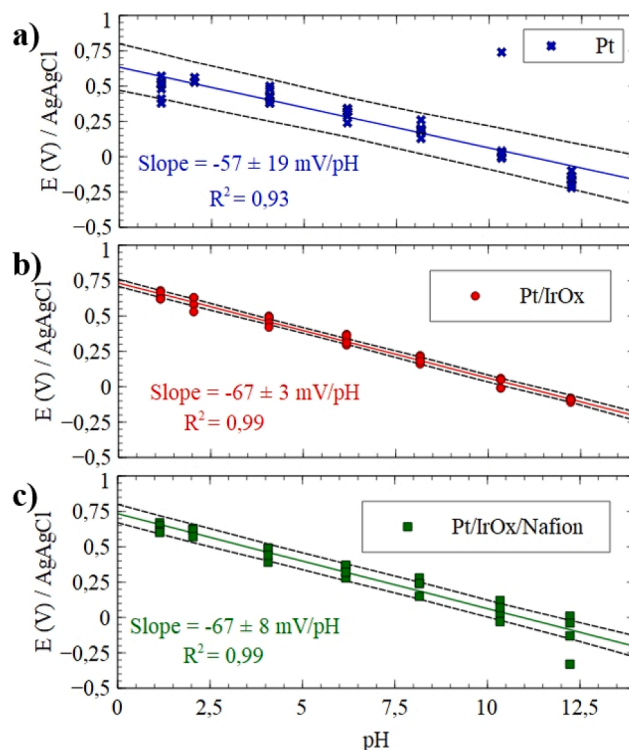 a)
1
0,75
0,5
0,25
0
−0,25
−0,5
E (V) / AgAgCl
Pt
Slope = -57 ± 19 mV/pH
R² = 0,93
b)
1
0,75
0,5
0,25
0
−0,25
−0,5
E (V) / AgAgCl
Pt/IrOx
Slope = -67 ± 3 mV/pH
R² = 0,99
c)
1
0,75
0,5
0,25
0
−0,25
−0,5
E (V) / AgAgCl
Pt/IrOx/Nafion
Slope = -67 ± 8 mV/pH
R² = 0,99
0 2,5 5 7,5 10 12,5
pH